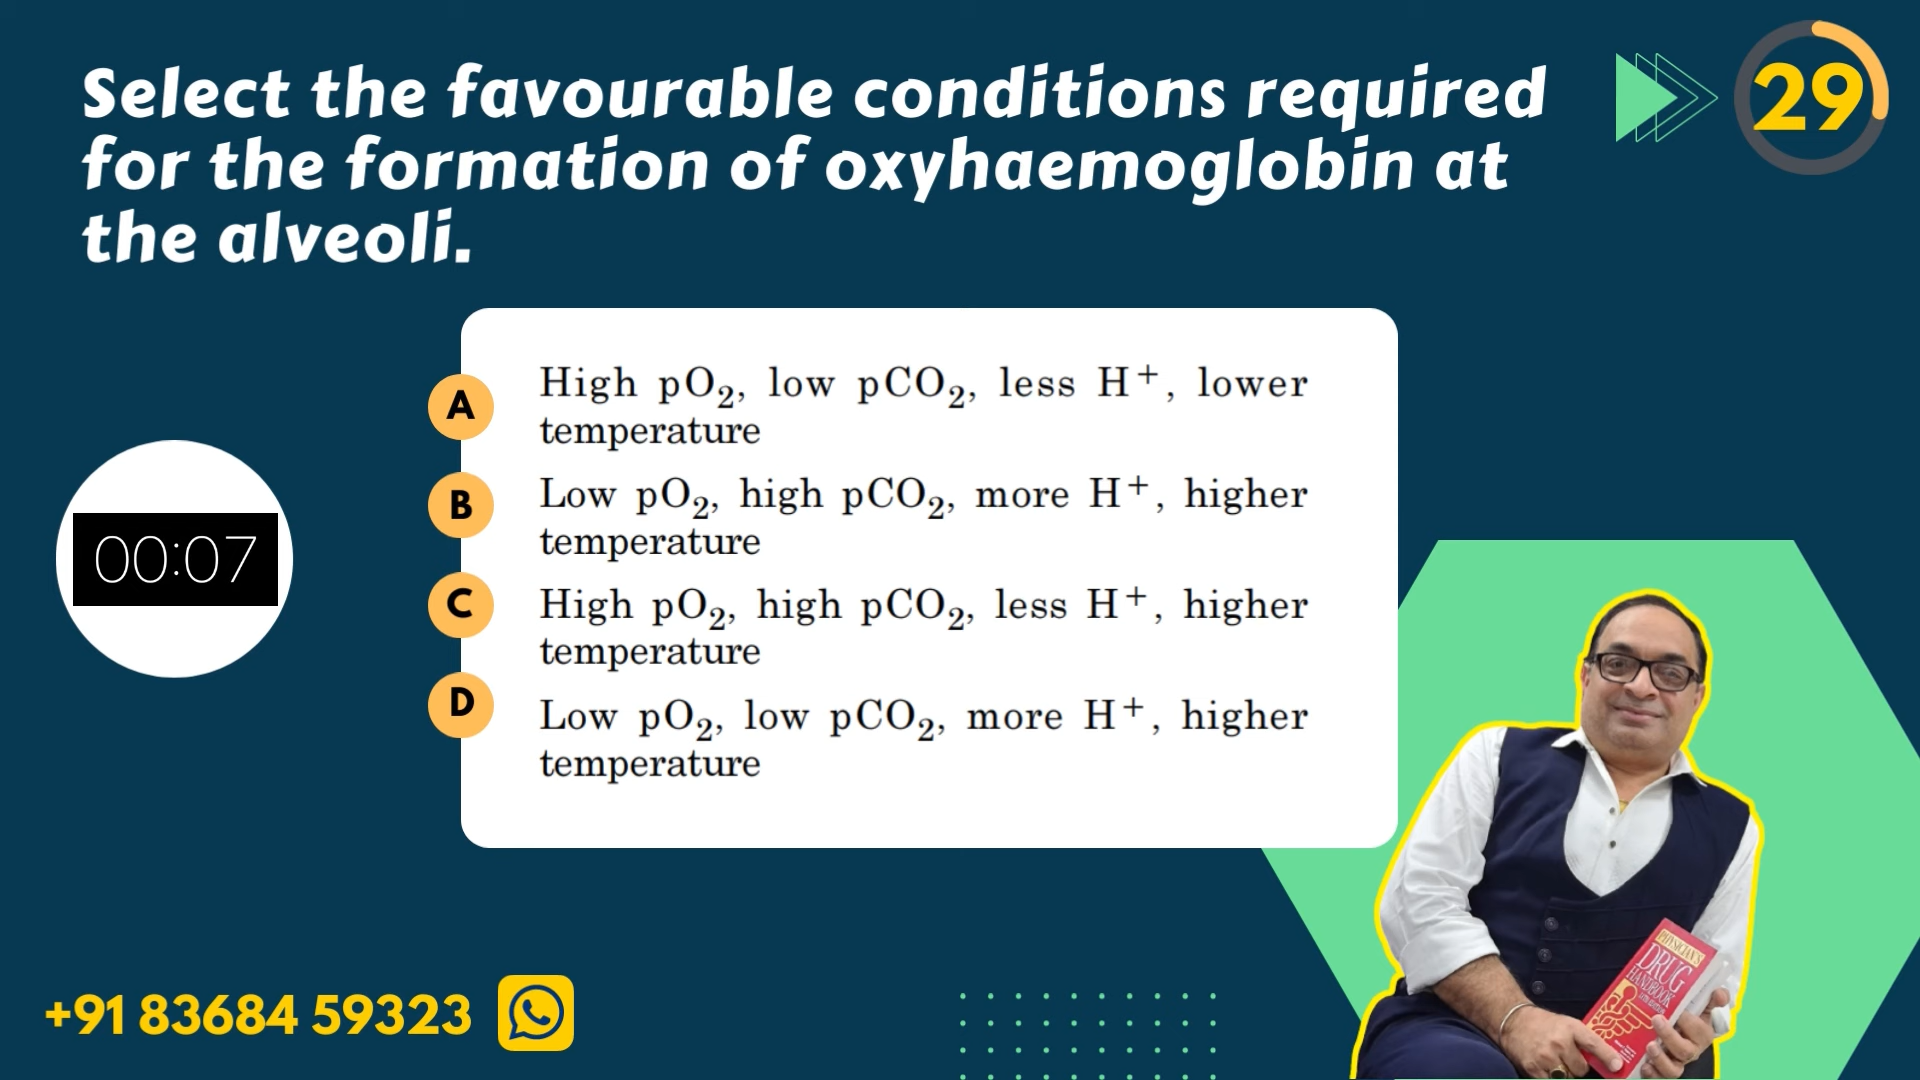 Select the favourable conditions required
for the formation of oxyhaemoglobin at
the alveoli.
29
00:07
A
High pO₂, low pCO₂, less H⁺, lower
temperature
B
Low pO₂, high pCO₂, more H⁺, higher
temperature
C
High pO₂, high pCO₂, less H⁺, higher
temperature
D
Low pO₂, low pCO₂, more H⁺, higher
temperature
PHYSICIAN'S
DRUG
HANDBOOK
+91 83684 59323